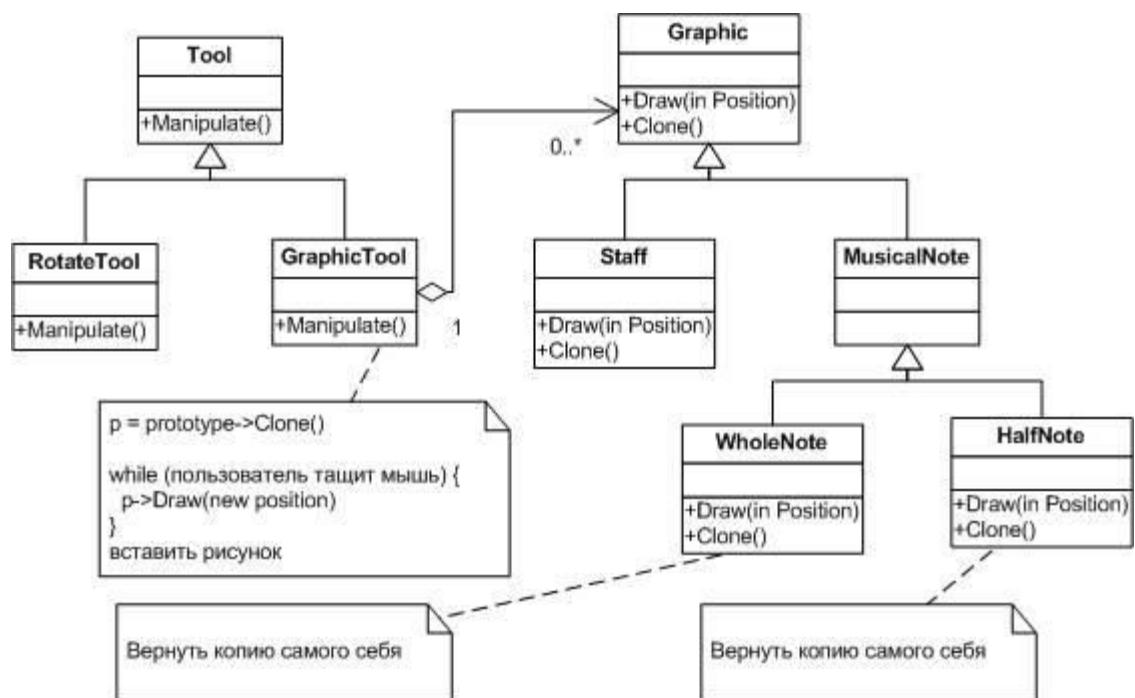 Tool
+Manipulate()
Graphic
+Draw(in Position)
+Clone()
0..*
RotateTool
+Manipulate()
GraphicTool
+Manipulate()
1
Staff
+Draw(in Position)
+Clone()
MusicalNote
p = prototype->Clone()
while (пользователь тащит мышь) {
p->Draw(new position)
}
вставить рисунок
WholeNote
+Draw(in Position)
+Clone()
HalfNote
+Draw(in Position)
+Clone()
Вернуть копию самого себя
Вернуть копию самого себя